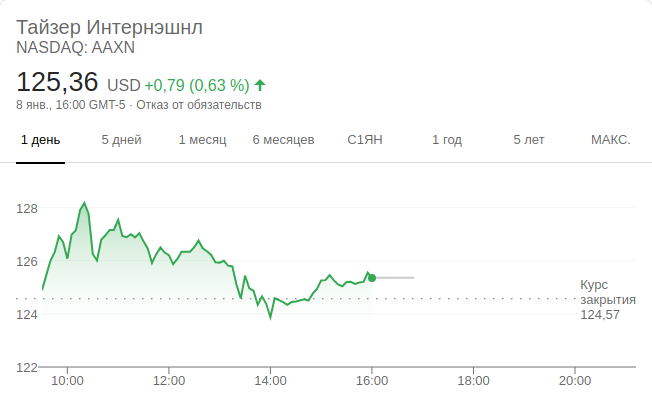 Тайзер Интернэшнл
NASDAQ: AAXN
125,36 USD +0,79 (0,63 %)
8 янв., 16:00 GMT-5 · Отказ от обязательств
1 день 5 дней 1 месяц 6 месяцев С1ЯН 1 год 5 лет МАКС.
128
126
124
122
Курс
закрытия
124,57
10:00 12:00 14:00 16:00 18:00 20:00